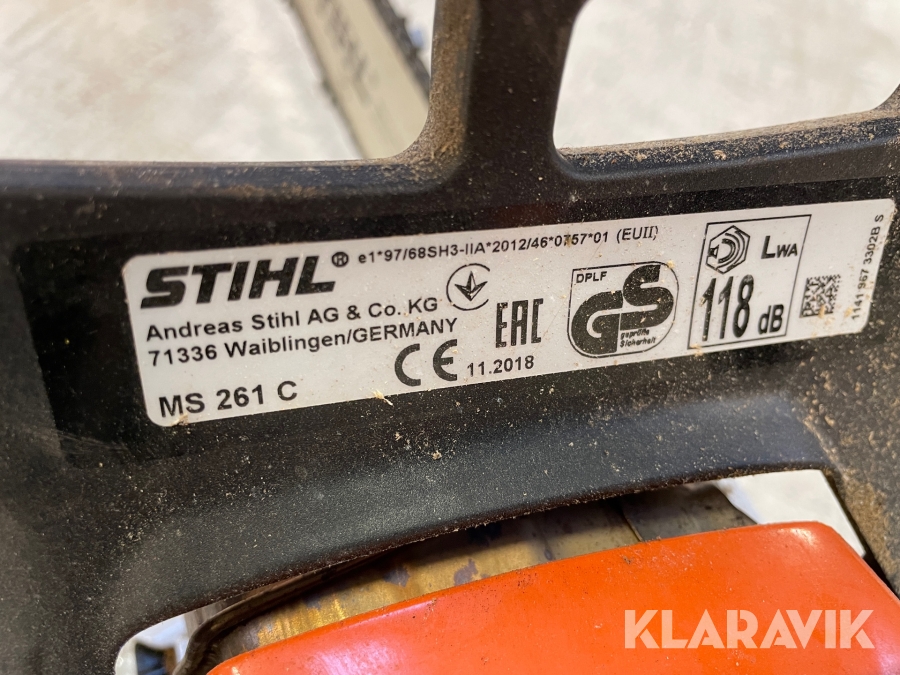 STIHL® e1*97/68SH3-IIA*2012/46*0757*01 (EUII)
Andreas Stihl AG & Co. KG
71336 Waiblingen/GERMANY
MS 261 C
CE 11.2018
EAC
DPLF
GS
geprüfte
Sicherheit
LWA
118 dB
1141 967 3302B S
KLARAVIK